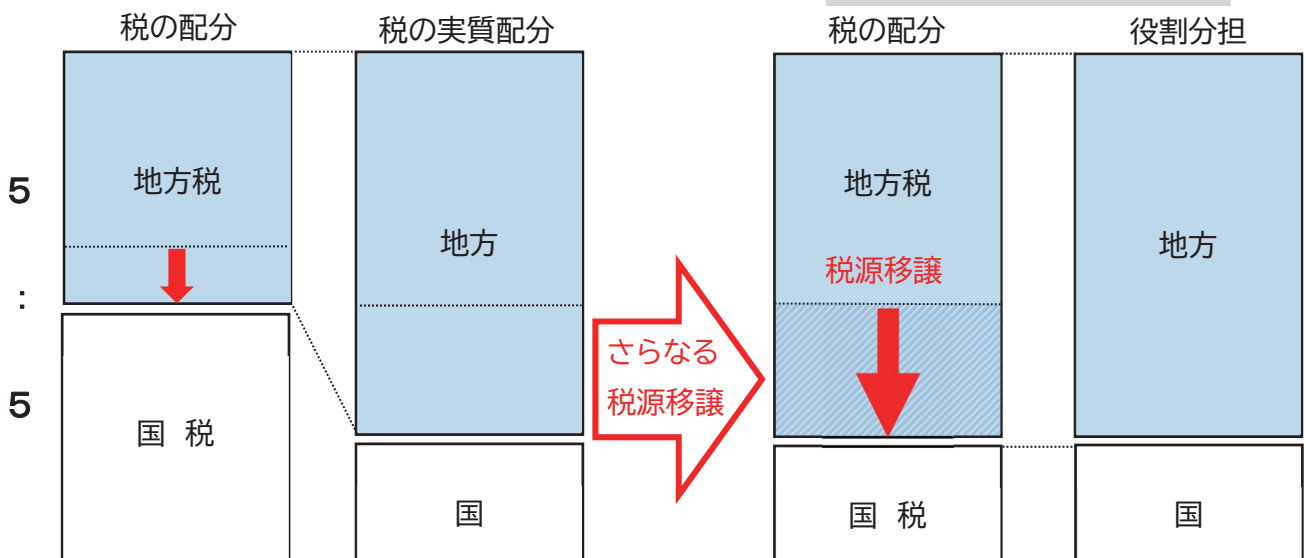 税の配分
税の実質配分
税の配分
役割分担
5
:
5
地方税
国 税
地方
国
さらなる
税源移譲
地方税
税源移譲
国 税
地方
国